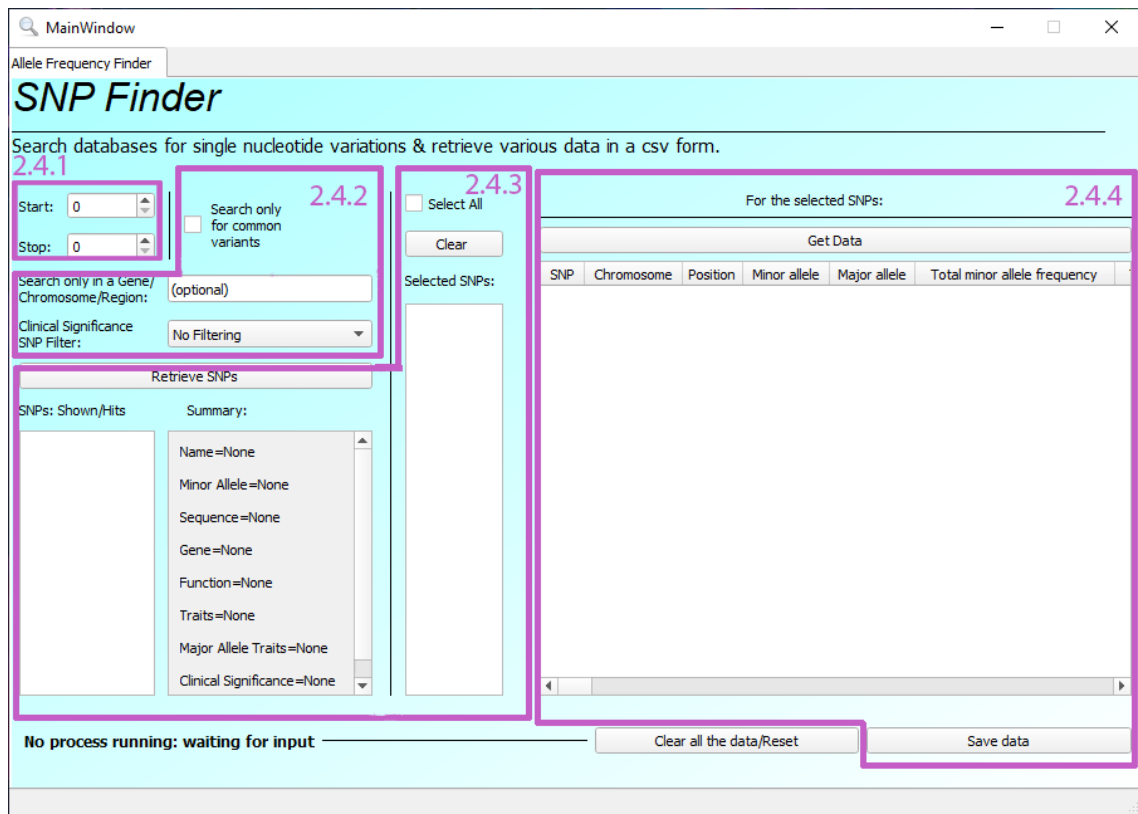 MainWindow
Allele Frequency Finder
SNP Finder
Search databases for single nucleotide variations & retrieve various data in a csv form.
2.4.1
Start: 0
Stop: 0
2.4.2
Search only
for common
variants
Search only in a Gene/
Chromosome/Region:
(optional)
Clinical Significance
SNP Filter:
No Filtering
Retrieve SNPs
SNPs: Shown/Hits
Summary:
Name=None
Minor Allele=None
Sequence=None
Gene=None
Function=None
Traits=None
Major Allele Traits=None
Clinical Significance=None
2.4.3
Select All
Clear
Selected SNPs:
2.4.4
For the selected SNPs:
Get Data
SNP Chromosome Position Minor allele Major allele Total minor allele frequency
No process running: waiting for input
Clear all the data/Reset
Save data